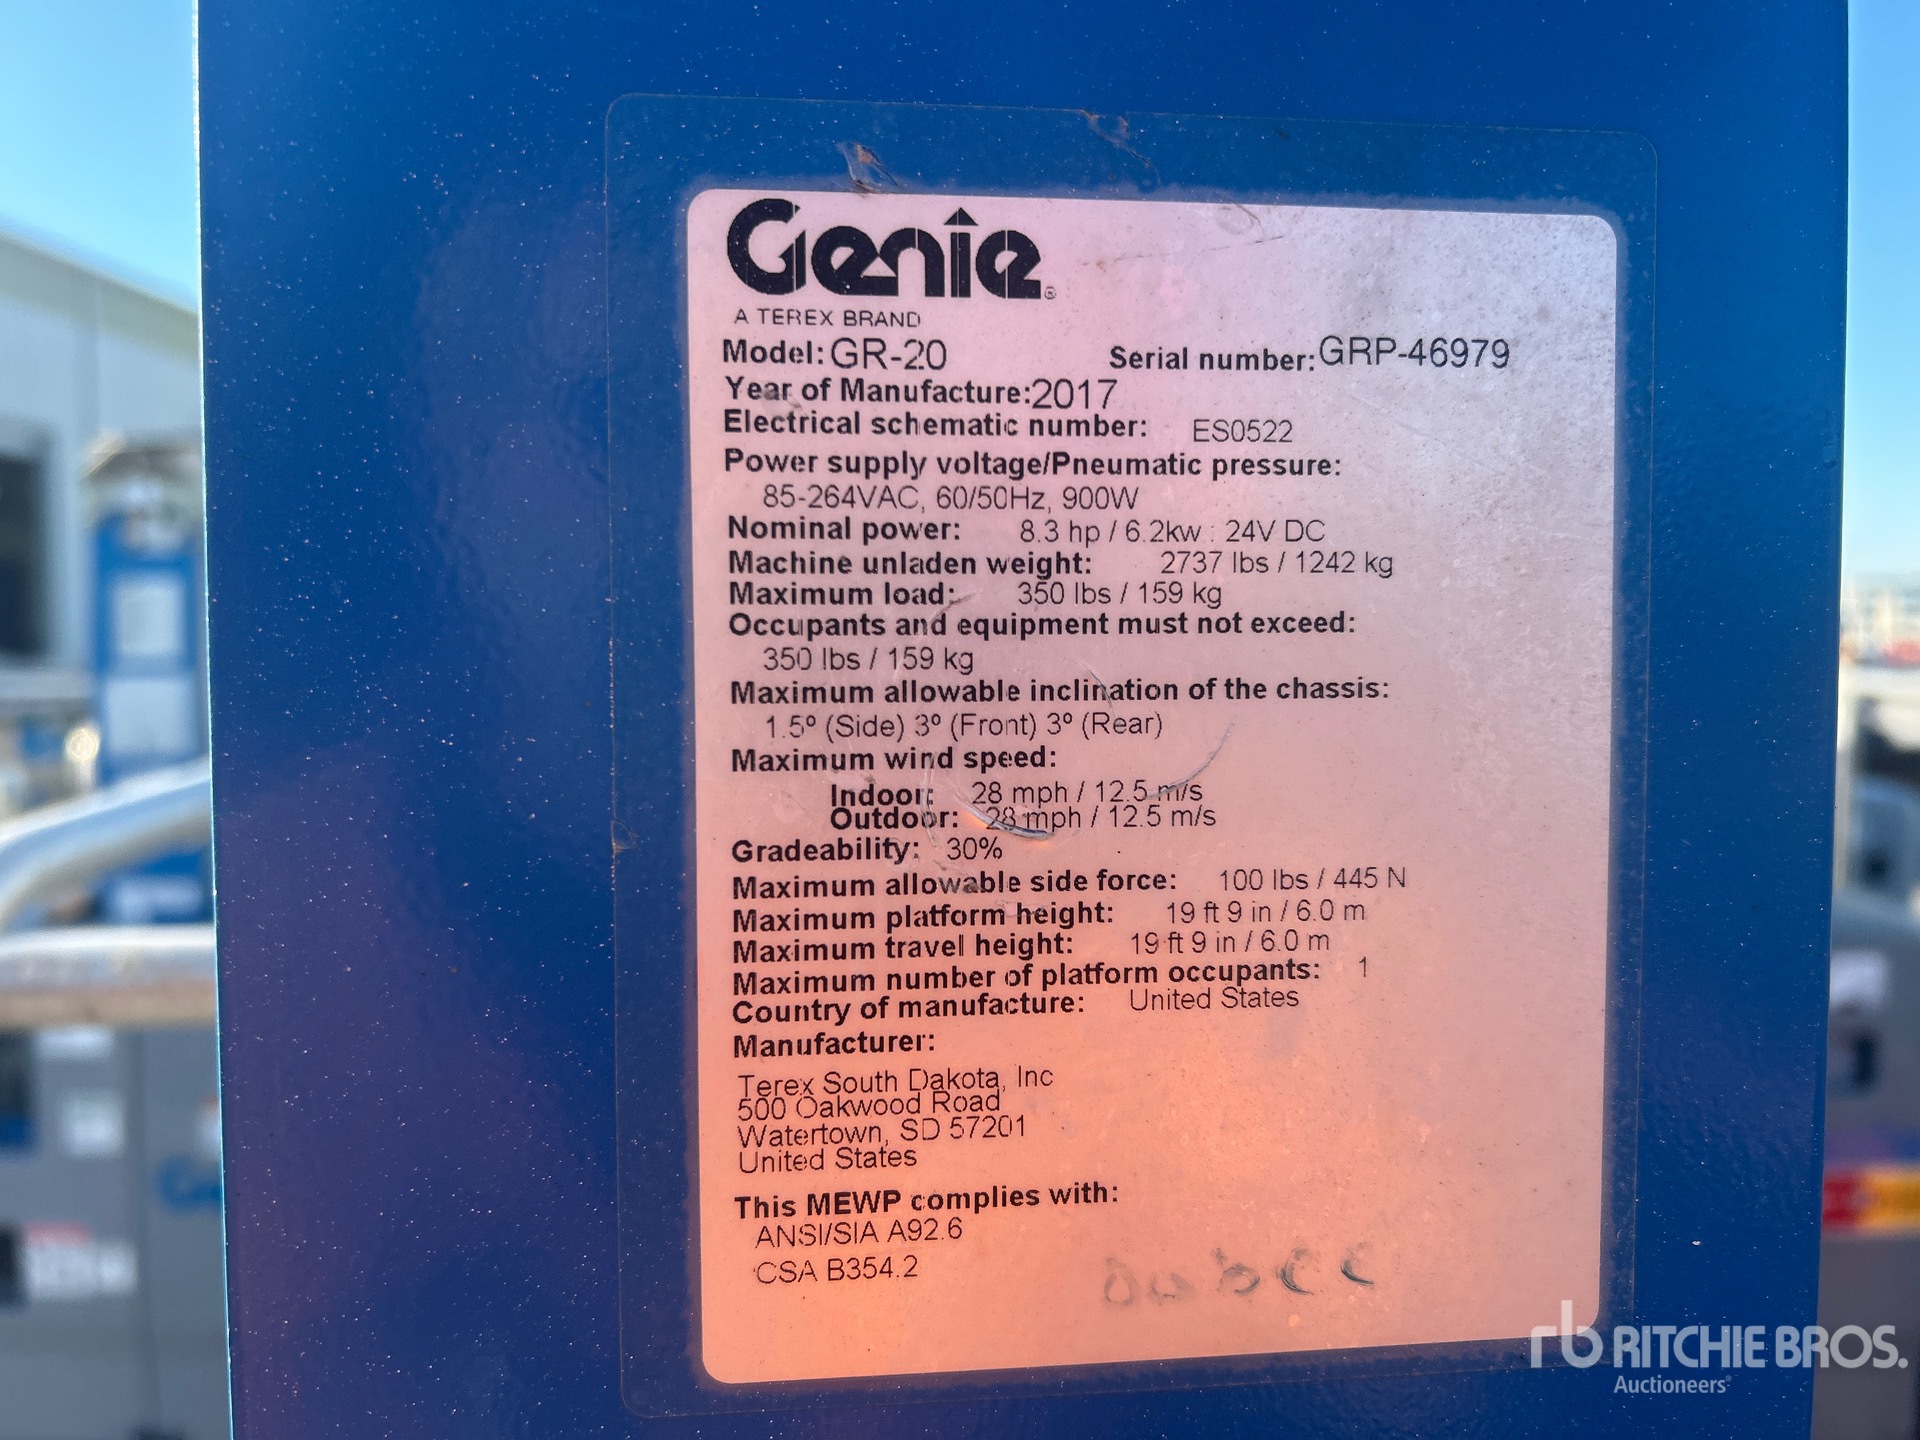 Genie®
A TEREX BRAND
Model: GR-20 Serial number: GRP-46979
Year of Manufacture: 2017
Electrical schematic number: ES0522
Power supply voltage/Pneumatic pressure:
85-264VAC, 60/50Hz, 900W
Nominal power: 8.3 hp / 6.2kw : 24V DC
Machine unladen weight: 2737 lbs / 1242 kg
Maximum load: 350 lbs / 159 kg
Occupants and equipment must not exceed:
350 lbs / 159 kg
Maximum allowable inclination of the chassis:
1.5º (Side) 3º (Front) 3º (Rear)
Maximum wind speed:
Indoor: 28 mph / 12.5 m/s
Outdoor: 28 mph / 12.5 m/s
Gradeability: 30%
Maximum allowable side force: 100 lbs / 445 N
Maximum platform height: 19 ft 9 in / 6.0 m
Maximum travel height: 19 ft 9 in / 6.0 m
Maximum number of platform occupants: 1
Country of manufacture: United States
Manufacturer:
Terex South Dakota, Inc
500 Oakwood Road
Watertown, SD 57201
United States
This MEWP complies with:
ANSI/SIA A92.6
CSA B354.2
rb RITCHIE BROS.
Auctioneers®